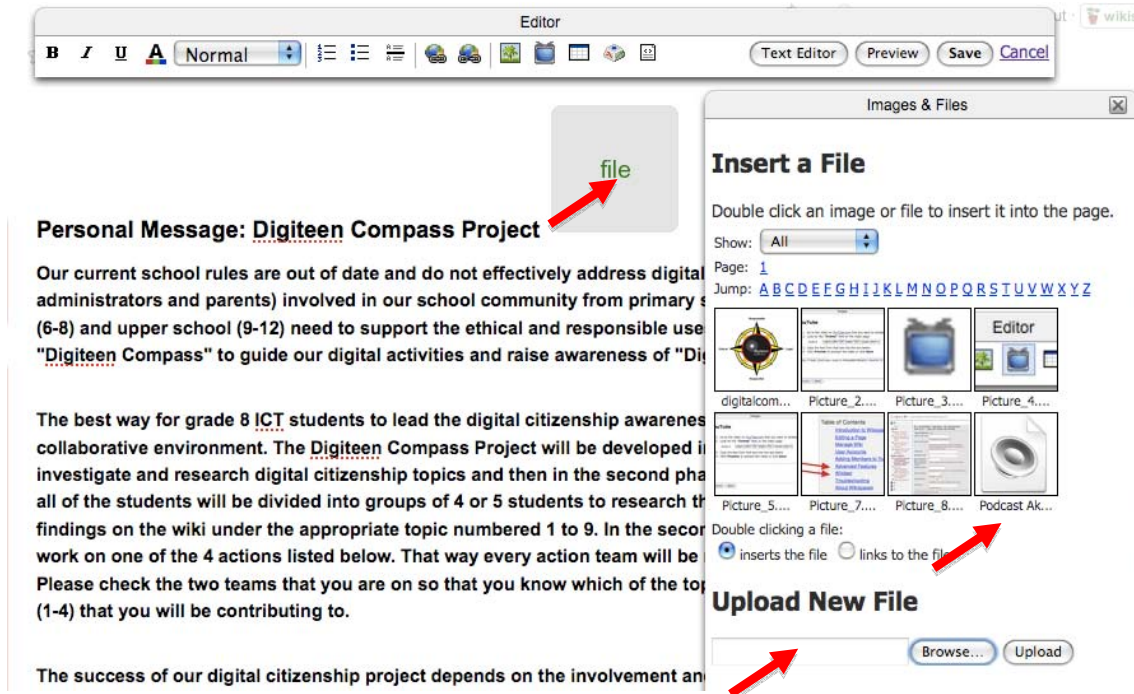 Editor
ut · wikis
B I U A Normal
Text Editor Preview Save Cancel
Images & Files
file
Insert a File
Double click an image or file to insert it into the page.
Show: All
Page: 1
Jump: A B C D E F G H I J K L M N O P Q R S T U V W X Y Z
Editor
digitalcom... Picture_2.... Picture_3.... Picture_4....
Table of Contents
Picture_5.... Picture_7.... Picture_8.... Podcast Ak...
Double clicking a file:
inserts the file links to the file
Upload New File
Browse... Upload
Personal Message: Digiteen Compass Project
Our current school rules are out of date and do not effectively address digital
administrators and parents) involved in our school community from primary s
(6-8) and upper school (9-12) need to support the ethical and responsible use
"Digiteen Compass" to guide our digital activities and raise awareness of "Dig
The best way for grade 8 ICT students to lead the digital citizenship awarenes
collaborative environment. The Digiteen Compass Project will be developed i
investigate and research digital citizenship topics and then in the second pha
all of the students will be divided into groups of 4 or 5 students to research th
findings on the wiki under the appropriate topic numbered 1 to 9. In the secor
work on one of the 4 actions listed below. That way every action team will be
Please check the two teams that you are on so that you know which of the top
(1-4) that you will be contributing to.
The success of our digital citizenship project depends on the involvement an